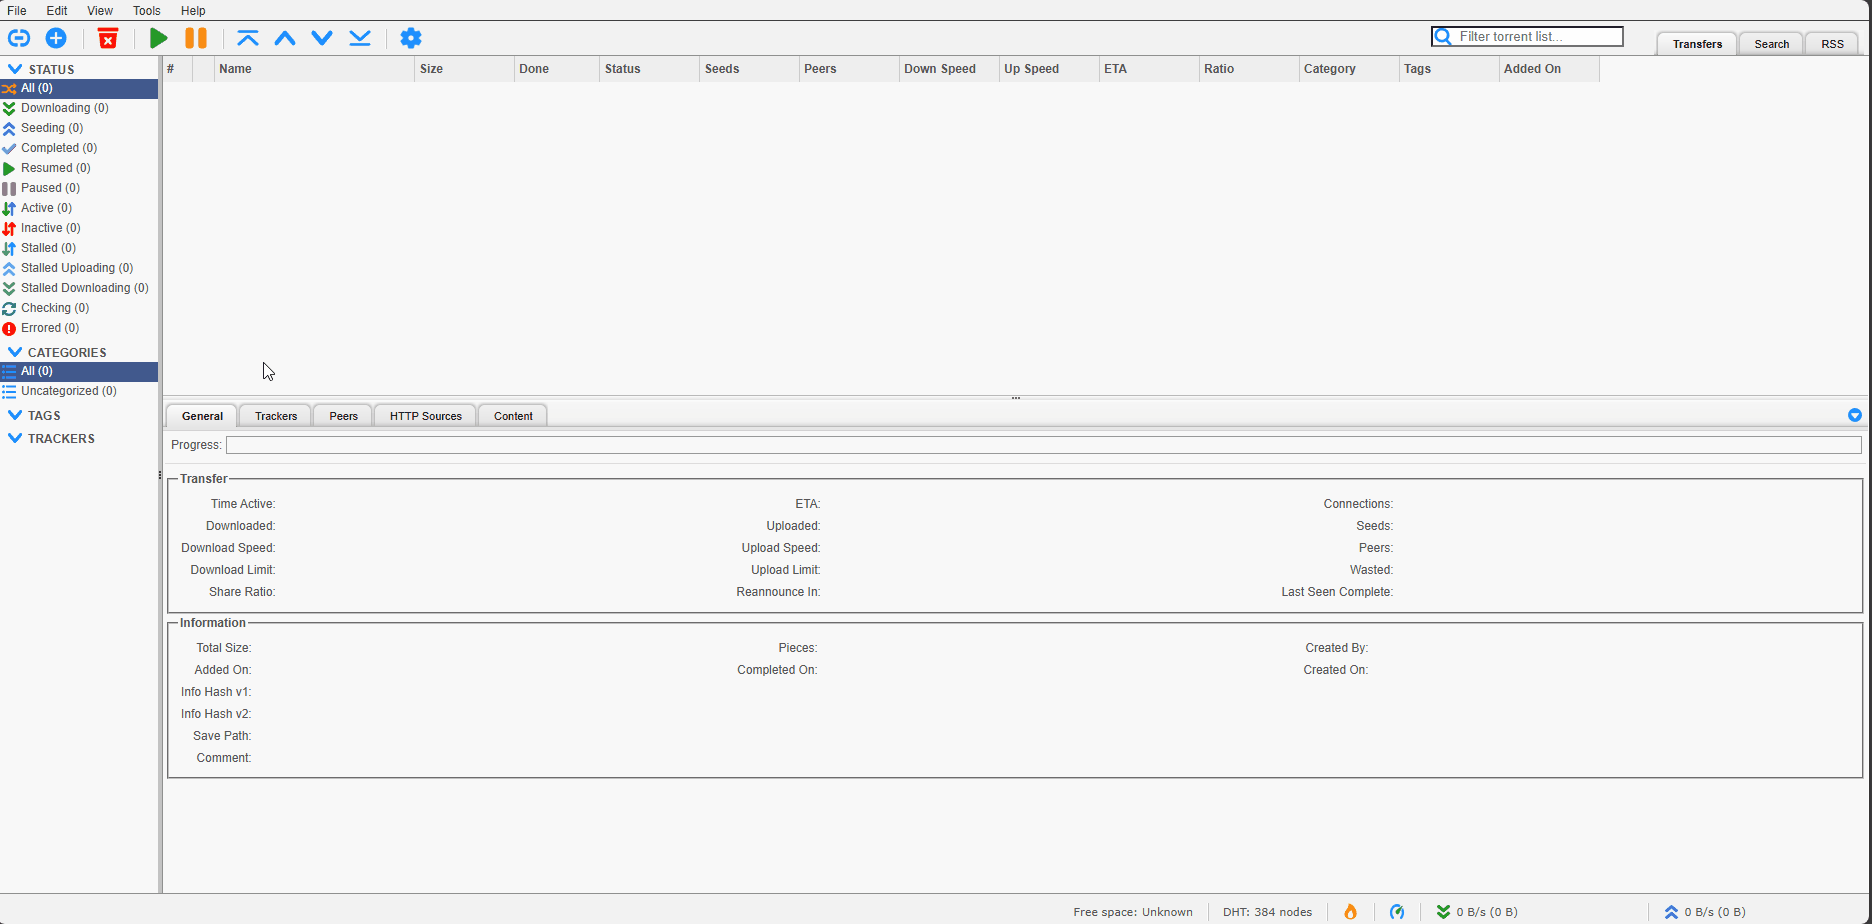 File Edit View Tools Help
Filter torrent list...
Transfers Search RSS
STATUS
All (0)
Downloading (0)
Seeding (0)
Completed (0)
Resumed (0)
Paused (0)
Active (0)
Inactive (0)
Stalled (0)
Stalled Uploading (0)
Stalled Downloading (0)
Checking (0)
Errored (0)
CATEGORIES
All (0)
Uncategorized (0)
TAGS
TRACKERS
# Name Size Done Status Seeds Peers Down Speed Up Speed ETA Ratio Category Tags Added On
General Trackers Peers HTTP Sources Content
Progress:
Transfer
Time Active: ETA: Connections:
Downloaded: Uploaded: Seeds:
Download Speed: Upload Speed: Peers:
Download Limit: Upload Limit: Wasted:
Share Ratio: Reannounce In: Last Seen Complete:
Information
Total Size: Pieces: Created By:
Added On: Completed On: Created On:
Info Hash v1:
Info Hash v2:
Save Path:
Comment:
Free space: Unknown DHT: 384 nodes 0 B/s (0 B) 0 B/s (0 B)